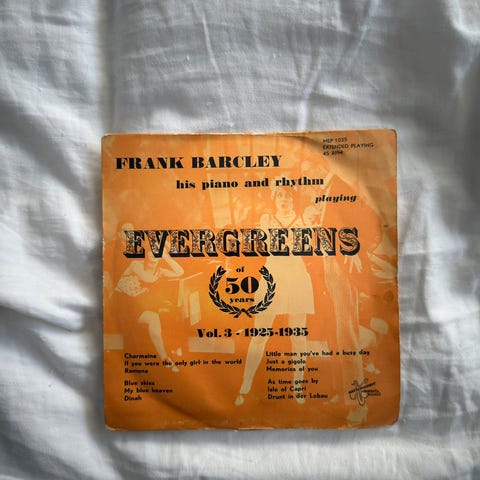 MEP 1025
EXTENDED PLAYING
45 RPM
FRANK BARCLEY
his piano and rhythm
playing
EVERGREENS
of
50
years
Vol. 3 - 1925-1935
Charmaine
If you were the only girl in the world
Ramona
Blue skies
My blue heaven
Dinah
Little man you've had a busy day
Just a gigolo
Memories of you
As time goes by
Isle of Capri
Drunt in der Lobau